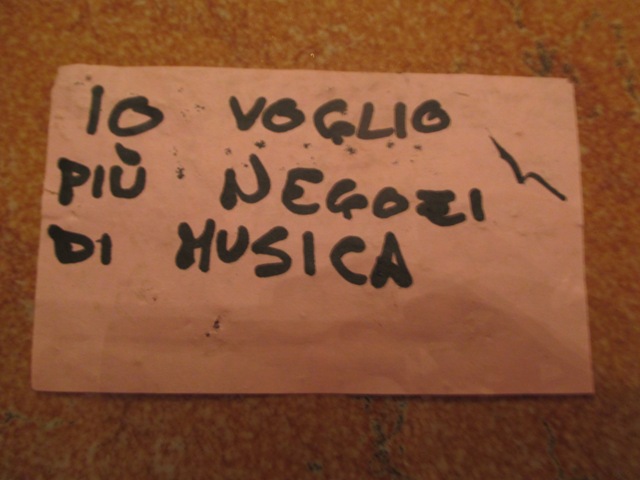 IO VOGLIO
PIÙ NEGOZI
DI MUSICA